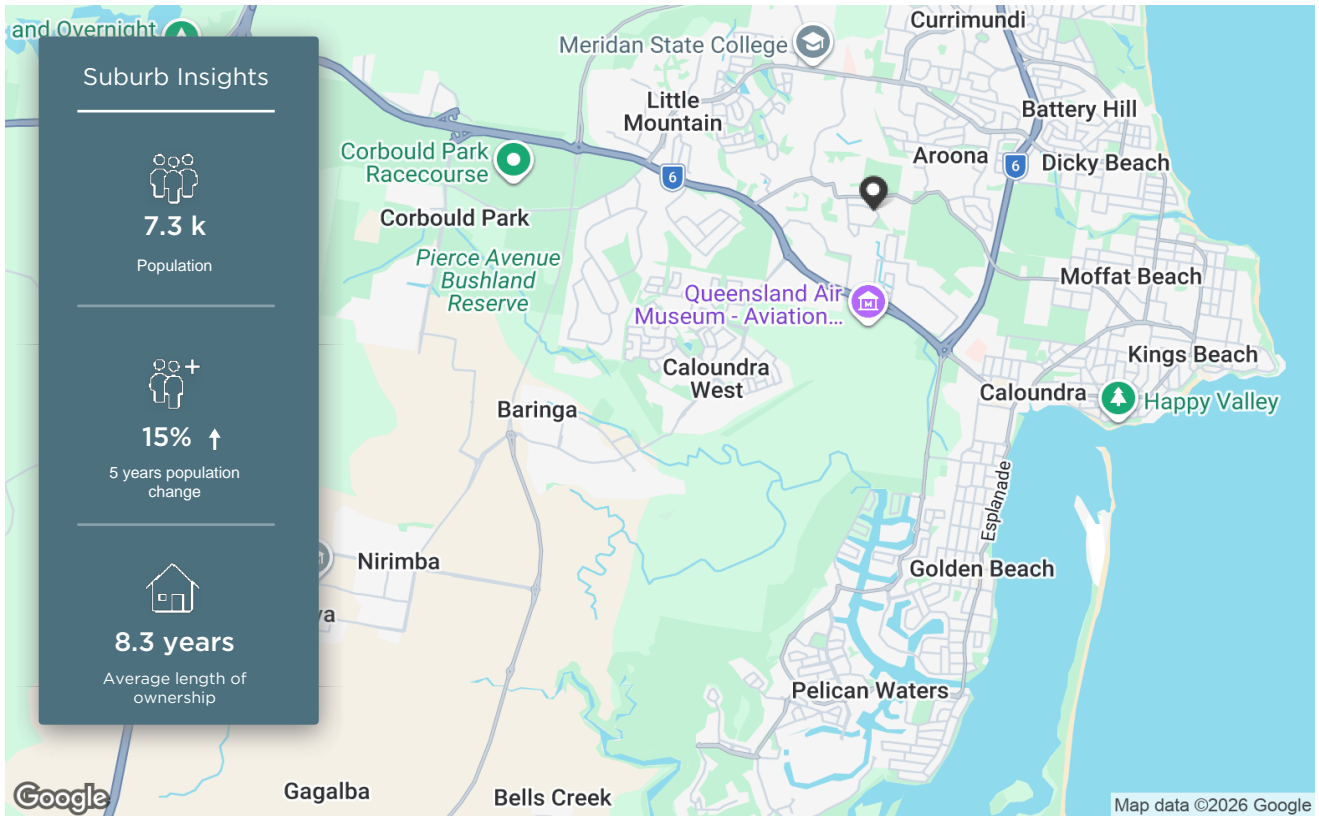 and Overnight
Suburb Insights
7.3 k
Population
15%
5 years population
change
8.3 years
Average length of
ownership
Currimundi
Meridan State College
Little
Mountain
Battery Hill
Corbould Park
Racecourse
Aroona
Dicky Beach
6
6
Corbould Park
Pierce Avenue
Bushland
Reserve
Moffat Beach
Queensland Air
Museum - Aviation...
Kings Beach
Caloundra
West
Caloundra
Happy Valley
Baringa
Esplanade
Nirimba
Golden Beach
ya
Pelican Waters
Gagalba
Bells Creek
Google
Map data ©2026 Google